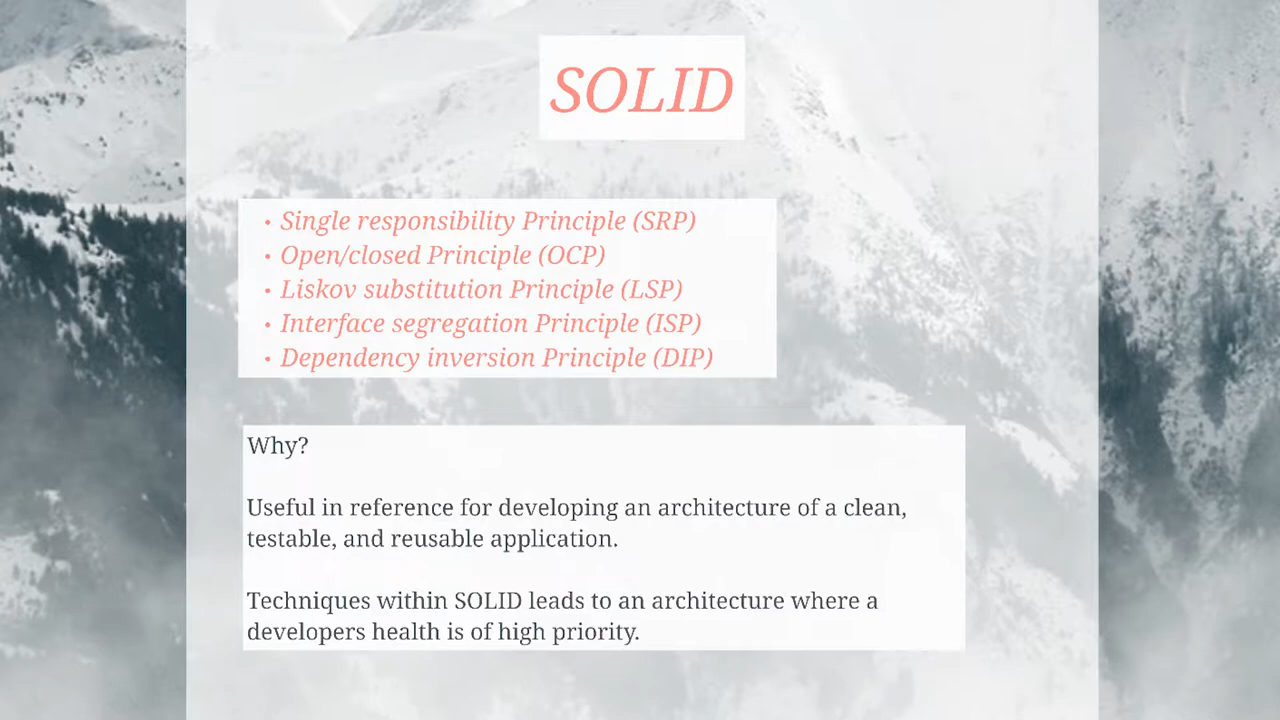 SOLID
• Single responsibility Principle (SRP)
• Open/closed Principle (OCP)
• Liskov substitution Principle (LSP)
• Interface segregation Principle (ISP)
• Dependency inversion Principle (DIP)
Why?
Useful in reference for developing an architecture of a clean,
testable, and reusable application.
Techniques within SOLID leads to an architecture where a
developers health is of high priority.